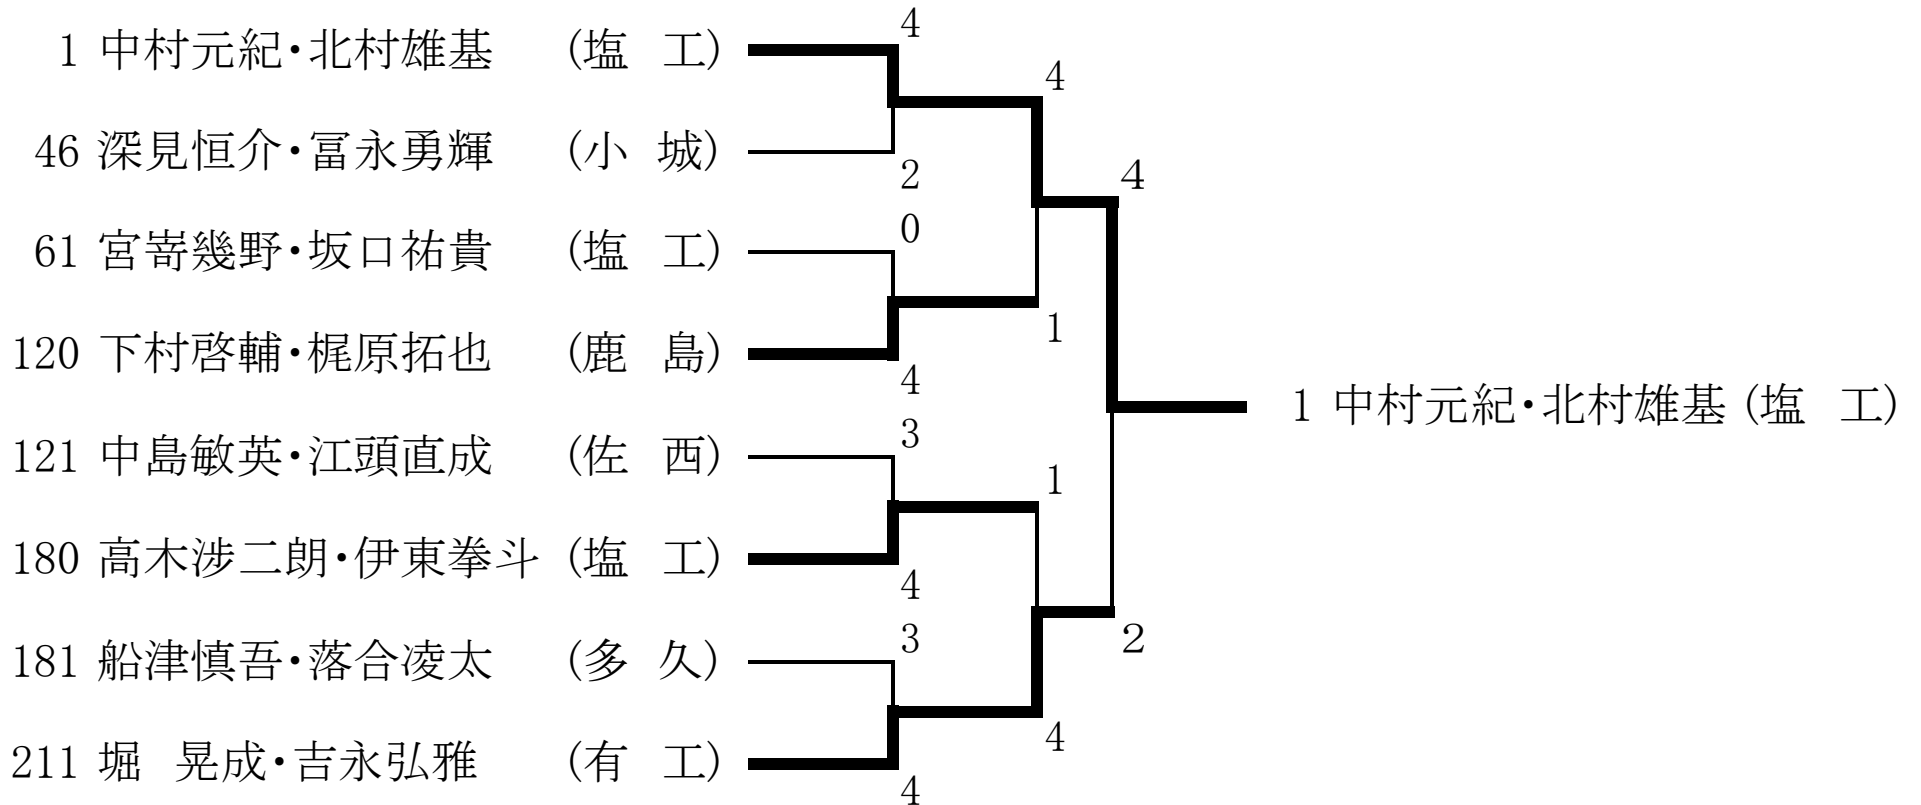 4
1 中村元紀・北村雄基 (塩 工)
4
46 深見恒介・冨永勇輝 (小 城)
2
4
0
61 宮嵜幾野・坂口祐貴 (塩 工)
1
120 下村啓輔・梶原拓也 (鹿 島)
4
1 中村元紀・北村雄基 (塩 工)
3
121 中島敏英・江頭直成 (佐 西)
1
180 高木渉二朗・伊東拳斗 (塩 工)
4
3
2
181 船津慎吾・落合凌太 (多 久)
4
211 堀 晃成・吉永弘雅 (有 工)
4